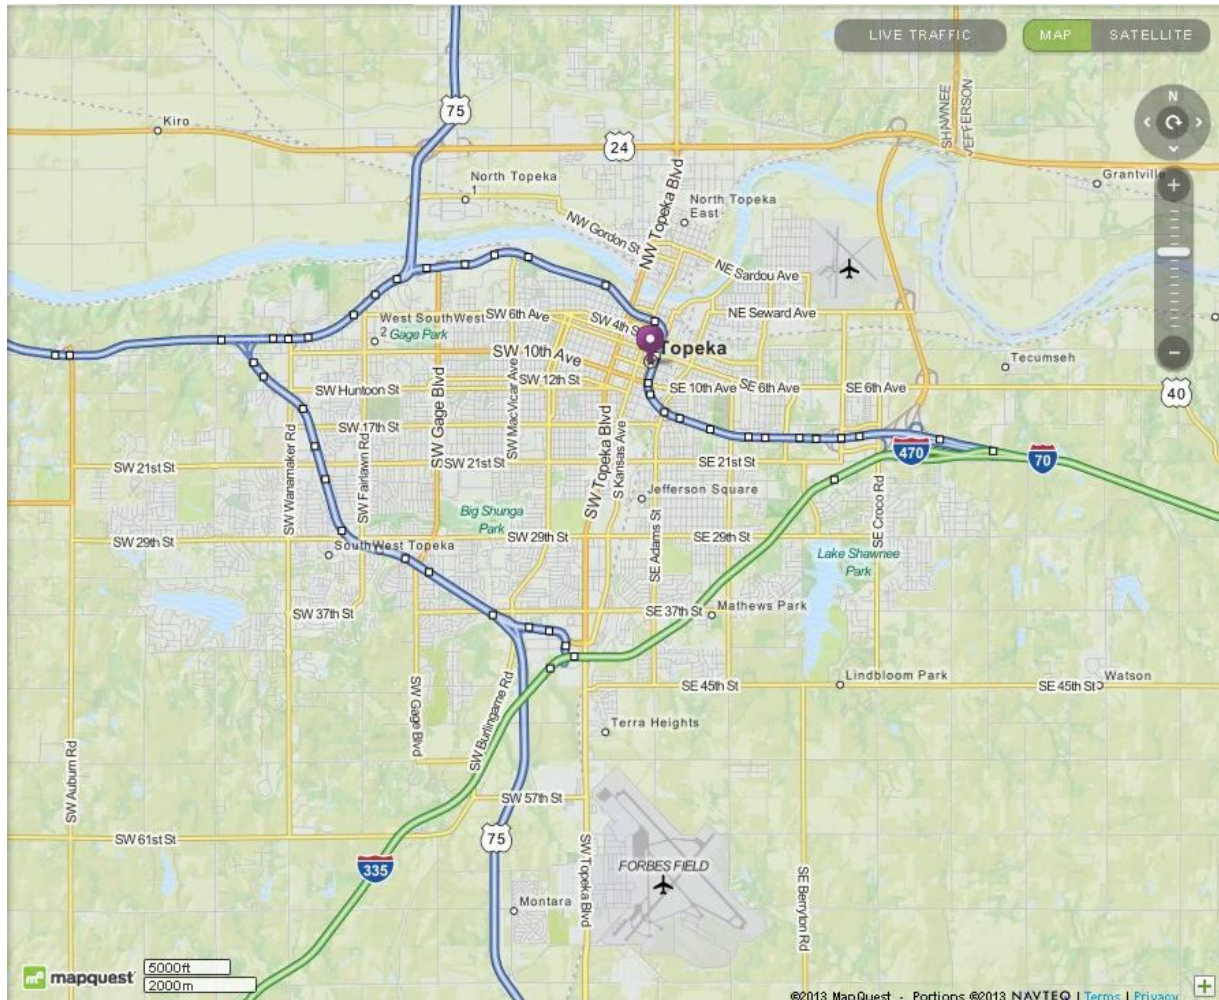 LIVE TRAFFIC
MAP
SATELLITE
75
Kiro
24
SHAWNEE
JEFFERSON
N
Grantville
North Topeka
1
North Topeka
East
NW Topeka Blvd
NW Gordon St
NE Sardou Ave
SW 6th Ave
SW 4th St
NE Seward Ave
West SouthWest
2
Gage Park
Topeka
SW 10th Ave
Tecumseh
SW Huntoon St
SW 12th St
SE 10th Ave
SE 6th Ave
SE 6th Ave
40
SW Gage Blvd
SW MacVicar Ave
SW Topeka Blvd
S Kansas Ave
SW 17th St
SW Wanamaker Rd
SW Fairlawn Rd
470
70
SW 21st St
SW 21st St
SE 21st St
Jefferson Square
SE Croco Rd
Big Shunga
Park
SW 29th St
SW 29th St
SE 29th St
SE Adams St
SouthWest Topeka
Lake Shawnee
Park
SW 37th St
SE 37th St
Mathews Park
SW Gage Blvd
SW Burlingame Rd
SE 45th St
Lindbloom Park
SE 45th St
Watson
Terra Heights
SW Auburn Rd
SW 57th St
SW 61st St
75
335
SW Topeka Blvd
FORBES FIELD
SE Berryton Rd
Montara
mapquest
5000ft
2000m
©2013 MapQuest - Portions ©2013 NAVTEQ | Terms | Privacy